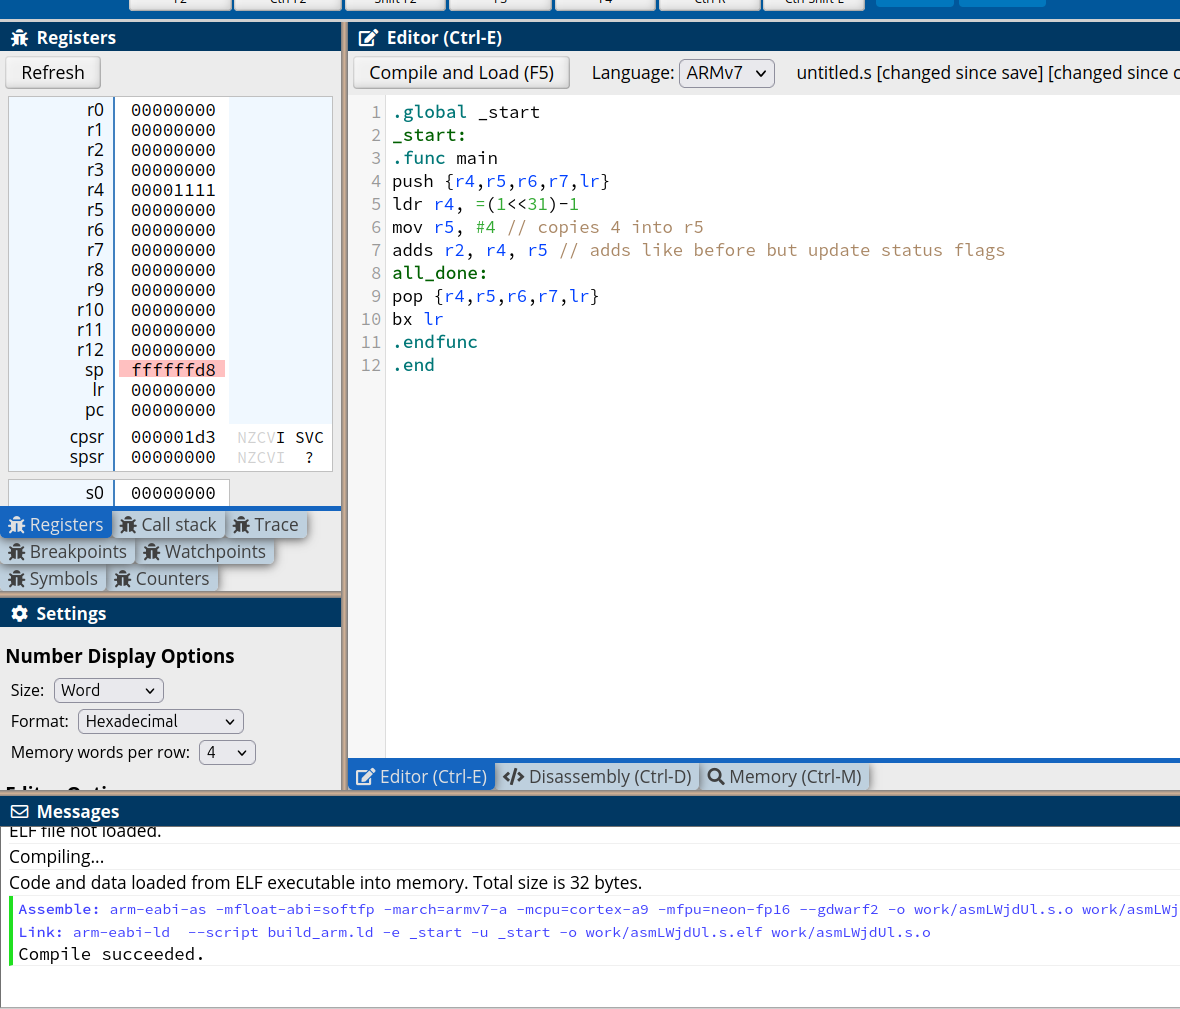 F2
Ctrl-F2
Shift-F2
F3
F4
Ctrl-R
Ctrl-Shift-L
Registers
Refresh
r0 00000000
r1 00000000
r2 00000000
r3 00000000
r4 00001111
r5 00000000
r6 00000000
r7 00000000
r8 00000000
r9 00000000
r10 00000000
r11 00000000
r12 00000000
sp ffffffd8
lr 00000000
pc 00000000
cpsr 000001d3 NZCVI SVC
spsr 00000000 NZCVI ?
s0 00000000
Registers Call stack Trace
Breakpoints Watchpoints
Symbols Counters
Settings
Number Display Options
Size: Word
Format: Hexadecimal
Memory words per row: 4
Editor (Ctrl-E)
Compile and Load (F5) Language: ARMv7 untitled.s [changed since save] [changed since c
1 .global _start
2 _start:
3 .func main
4 push {r4,r5,r6,r7,lr}
5 ldr r4, =(1<<31)-1
6 mov r5, #4 // copies 4 into r5
7 adds r2, r4, r5 // adds like before but update status flags
8 all_done:
9 pop {r4,r5,r6,r7,lr}
10 bx lr
11 .endfunc
12 .end
Editor (Ctrl-E) Disassembly (Ctrl-D) Memory (Ctrl-M)
Messages
ELF file not loaded.
Compiling...
Code and data loaded from ELF executable into memory. Total size is 32 bytes.
Assemble: arm-eabi-as -mfloat-abi=softfp -march=armv7-a -mcpu=cortex-a9 -mfpu=neon-fp16 --gdwarf2 -o work/asmLWjdUl.s.o work/asmLWj
Link: arm-eabi-ld --script build_arm.ld -e _start -u _start -o work/asmLWjdUl.s.elf work/asmLWjdUl.s.o
Compile succeeded.